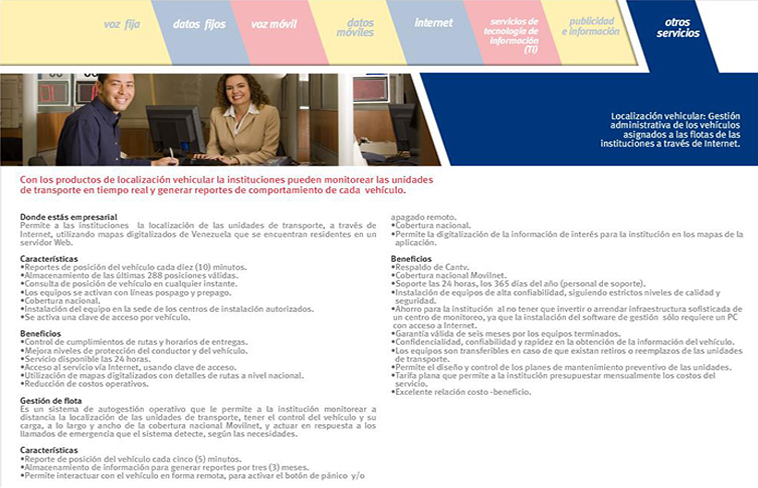 voz fija
datos fijos
voz móvil
datos
móviles
internet
servicios de
tecnología de
información
(TI)
publicidad
e información
otros
servicios
Localización vehicular: Gestión
administrativa de los vehículos
asignados a las flotas de las
instituciones a través de Internet.
Con los productos de localización vehicular la instituciones pueden monitorear las unidades
de transporte en tiempo real y generar reportes de comportamiento de cada vehículo.
Donde estás empresarial
Permite a las instituciones la localización de las unidades de transporte, a través de
Internet, utilizando mapas digitalizados de Venezuela que se encuentran residentes en un
servidor Web.
Características
•Reportes de posición del vehículo cada diez (10) minutos.
•Almacenamiento de las últimas 288 posiciones válidas.
•Consulta de posición de vehículo en cualquier instante.
•Los equipos se activan con líneas pospago y prepago.
•Cobertura nacional.
•Instalación del equipo en la sede de los centros de instalación autorizados.
•Se activa una clave de acceso por vehículo.
Beneficios
•Control de cumplimientos de rutas y horarios de entregas.
•Mejora niveles de protección del conductor y del vehículo.
•Servicio disponible las 24 horas.
•Acceso al servicio vía Internet, usando clave de acceso.
•Utilización de mapas digitalizados con detalles de rutas a nivel nacional.
•Reducción de costos operativos.
Gestión de flota
Es un sistema de autogestión operativo que le permite a la institución monitorear a
distancia la localización de las unidades de transporte, tener el control del vehículo y su
carga, a lo largo y ancho de la cobertura nacional Movilnet, y actuar en respuesta a los
llamados de emergencia que el sistema detecte, según las necesidades.
Características
•Reporte de posición del vehículo cada cinco (5) minutos.
•Almacenamiento de información para generar reportes por tres (3) meses.
•Permite interactuar con el vehículo en forma remota, para activar el botón de pánico y/o
apagado remoto.
•Cobertura nacional.
•Permite la digitalización de la información de interés para la institución en los mapas de la
aplicación.
Beneficios
•Respaldo de Cantv.
•Cobertura nacional Movilnet.
•Soporte las 24 horas, los 365 días del año (personal de soporte).
•Instalación de equipos de alta confiabilidad, siguiendo estrictos niveles de calidad y
seguridad.
•Ahorro para la institución al no tener que invertir o arrendar infraestructura sofisticada de
un centro de monitoreo, ya que la instalación del software de gestión sólo requiere un PC
con acceso a Internet.
•Garantía válida de seis meses por los equipos terminados.
•Confidencialidad, confiabilidad y rapidez en la obtención de la información del vehículo.
•Los equipos son transferibles en caso de que existan retiros o reemplazos de las unidades
de transporte.
•Permite el diseño y control de los planes de mantenimiento preventivo de las unidades.
•Tarifa plana que permite a la institución presupuestar mensualmente los costos del
servicio.
•Excelente relación costo -beneficio.